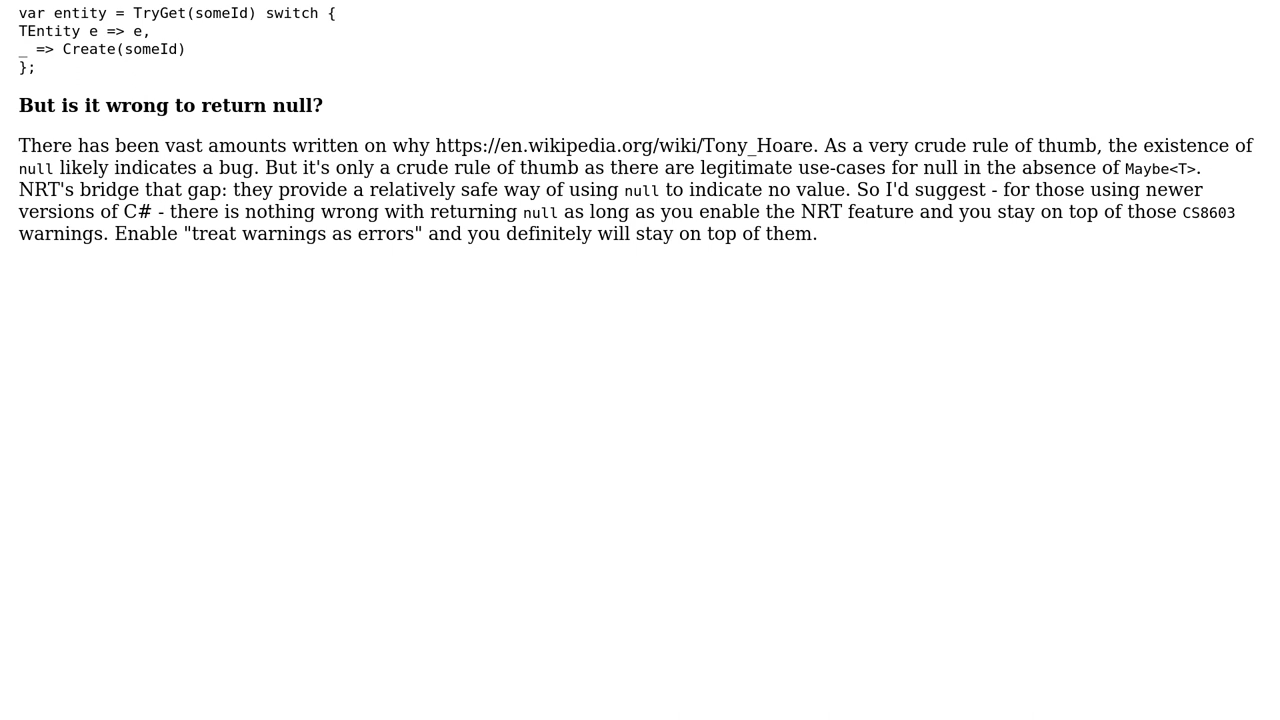 var entity = TryGet(someId) switch {
TEntity e => e,
_ => Create(someId)
};
But is it wrong to return null?
There has been vast amounts written on why https://en.wikipedia.org/wiki/Tony_Hoare. As a very crude rule of thumb, the existence of
null likely indicates a bug. But it's only a crude rule of thumb as there are legitimate use-cases for null in the absence of Maybe<T>.
NRT's bridge that gap: they provide a relatively safe way of using null to indicate no value. So I'd suggest - for those using newer
versions of C# - there is nothing wrong with returning null as long as you enable the NRT feature and you stay on top of those CS8603
warnings. Enable "treat warnings as errors" and you definitely will stay on top of them.